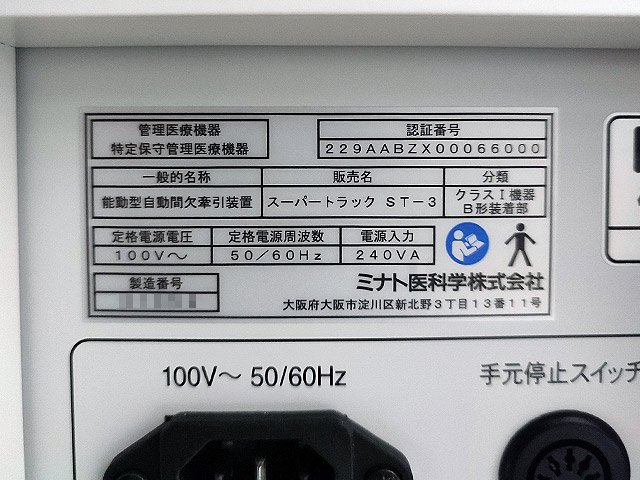 管理医療機器
特定保守管理医療機器
認証番号
229AABZX00066000
一般的名称
販売名
分類
能動型自動間欠牽引装置
スーパートラック ST-3
クラスⅠ機器
B形装着部
定格電源電圧
定格電源周波数
電源入力
100V～
50/60Hz
240VA
製造番号
ミナト医科学株式会社
大阪府大阪市淀川区新北野3丁目13番11号
100V～ 50/60Hz
手元停止スイッチ